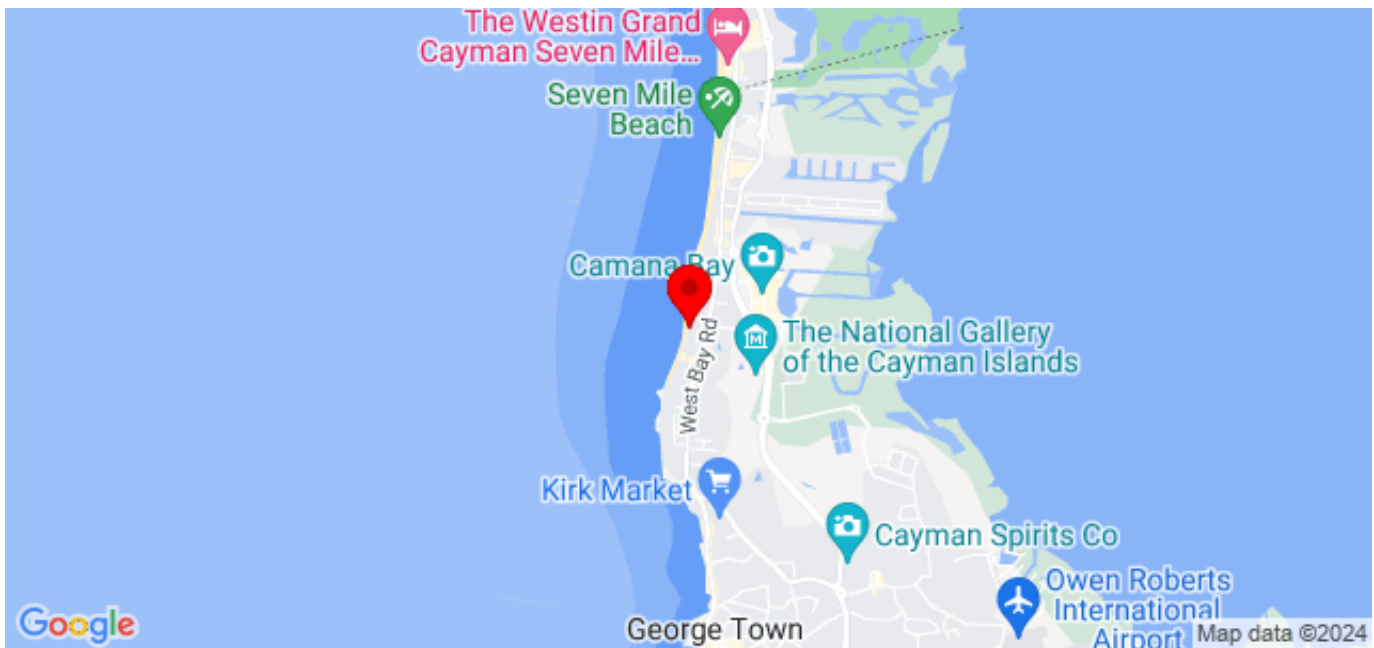 The Westin Grand
Cayman Seven Mile...
Seven Mile
Beach
Camana Bay
The National Gallery
of the Cayman Islands
West Bay Rd
Kirk Market
Cayman Spirits Co
Owen Roberts
International
Airport
George Town
Google
Map data ©2024